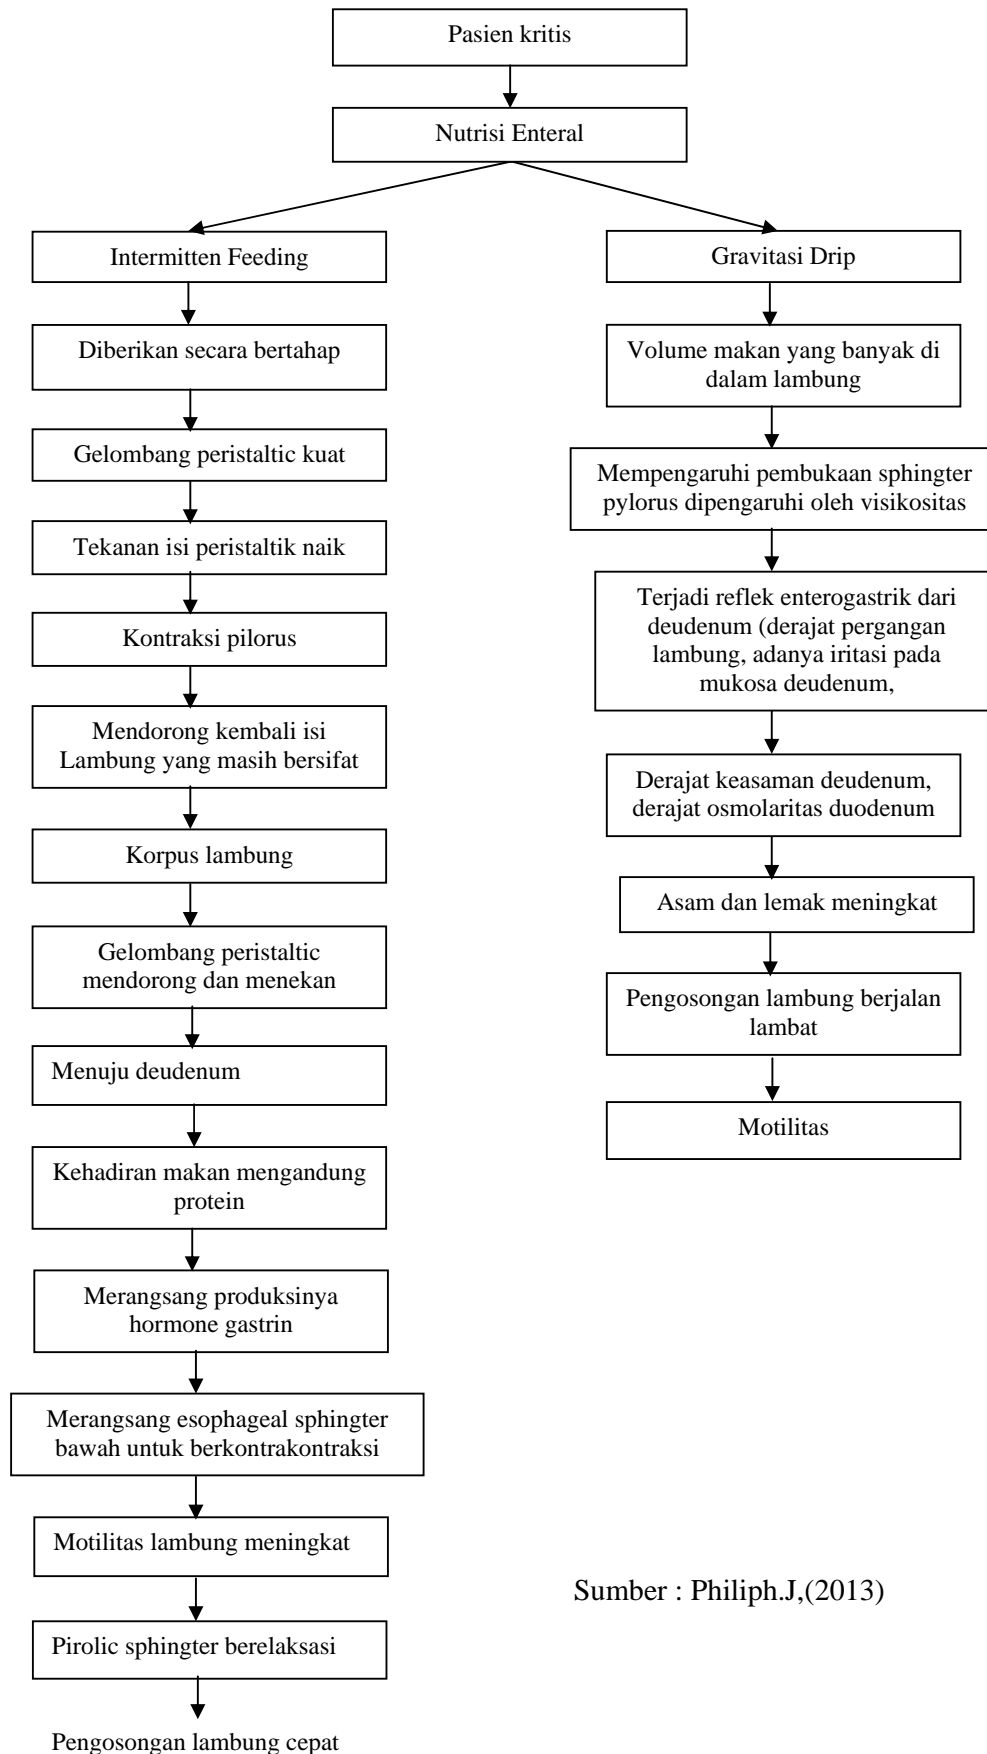 Pasien kritis
Nutrisi Enteral
Intermitten Feeding
Diberikan secara bertahap
Gelombang peristaltic kuat
Tekanan isi peristaltik naik
Kontraksi pilorus
Mendorong kembali isi
Lambung yang masih bersifat
Korpus lambung
Gelombang peristaltic
mendorong dan menekan
Menuju deudenum
Kehadiran makan mengandung
protein
Merangsang produksinya
hormone gastrin
Merangsang esophageal sphingter
bawah untuk berkontrakontraksi
Motilitas lambung meningkat
Pirolic sphingter berelaksasi
Pengosongan lambung cepat
Gravitasi Drip
Volume makan yang banyak di
dalam lambung
Mempengaruhi pembukaan sphingter
pylorus dipengaruhi oleh visikositas
Terjadi reflek enterogastrik dari
deudenum (derajat pergangan
lambung, adanya iritasi pada
mukosa deudenum,
Derajat keasaman deudenum,
derajat osmolaritas duodenum
Asam dan lemak meningkat
Pengosongan lambung berjalan
lambat
Motilitas
Sumber : Philiph.J,(2013)